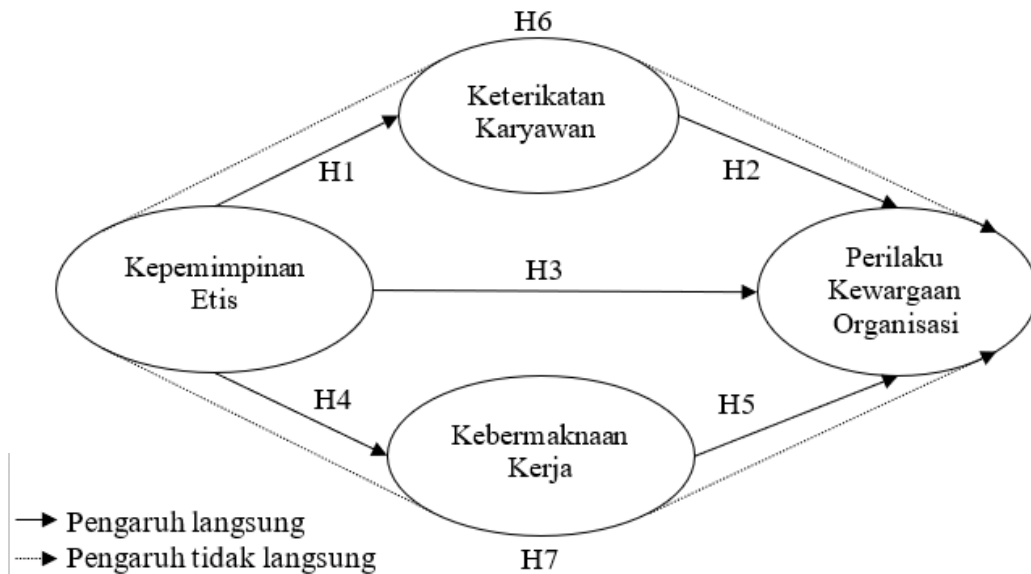 H6
Keterikatan
Karyawan
H1
H2
Kepemimpinan
Etis
H3
Perilaku
Kewargaan
Organisasi
H4
H5
Kebermaknaan
Kerja
Pengaruh langsung
Pengaruh tidak langsung
H7